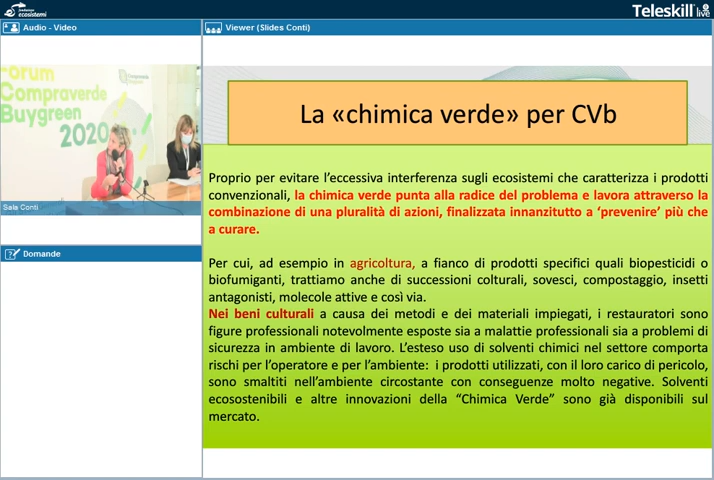 fondazione
ecosistemi
Teleskill live
Audio - Video
Viewer (Slides Conti)
Forum
Compraverde
Buygreen
2020
Sala Conti
Domande
La «chimica verde» per CVb
Proprio per evitare l’eccessiva interferenza sugli ecosistemi che caratterizza i prodotti
convenzionali, la chimica verde punta alla radice del problema e lavora attraverso la
combinazione di una pluralità di azioni, finalizzata innanzitutto a ‘prevenire’ più che
a curare.
Per cui, ad esempio in agricoltura, a fianco di prodotti specifici quali biopesticidi o
biofumiganti, trattiamo anche di successioni colturali, sovesci, compostaggio, insetti
antagonisti, molecole attive e così via.
Nei beni culturali a causa dei metodi e dei materiali impiegati, i restauratori sono
figure professionali notevolmente esposte sia a malattie professionali sia a problemi di
sicurezza in ambiente di lavoro. L’esteso uso di solventi chimici nel settore comporta
rischi per l’operatore e per l’ambiente: i prodotti utilizzati, con il loro carico di pericolo,
sono smaltiti nell’ambiente circostante con conseguenze molto negative. Solventi
ecosostenibili e altre innovazioni della “Chimica Verde” sono già disponibili sul
mercato.